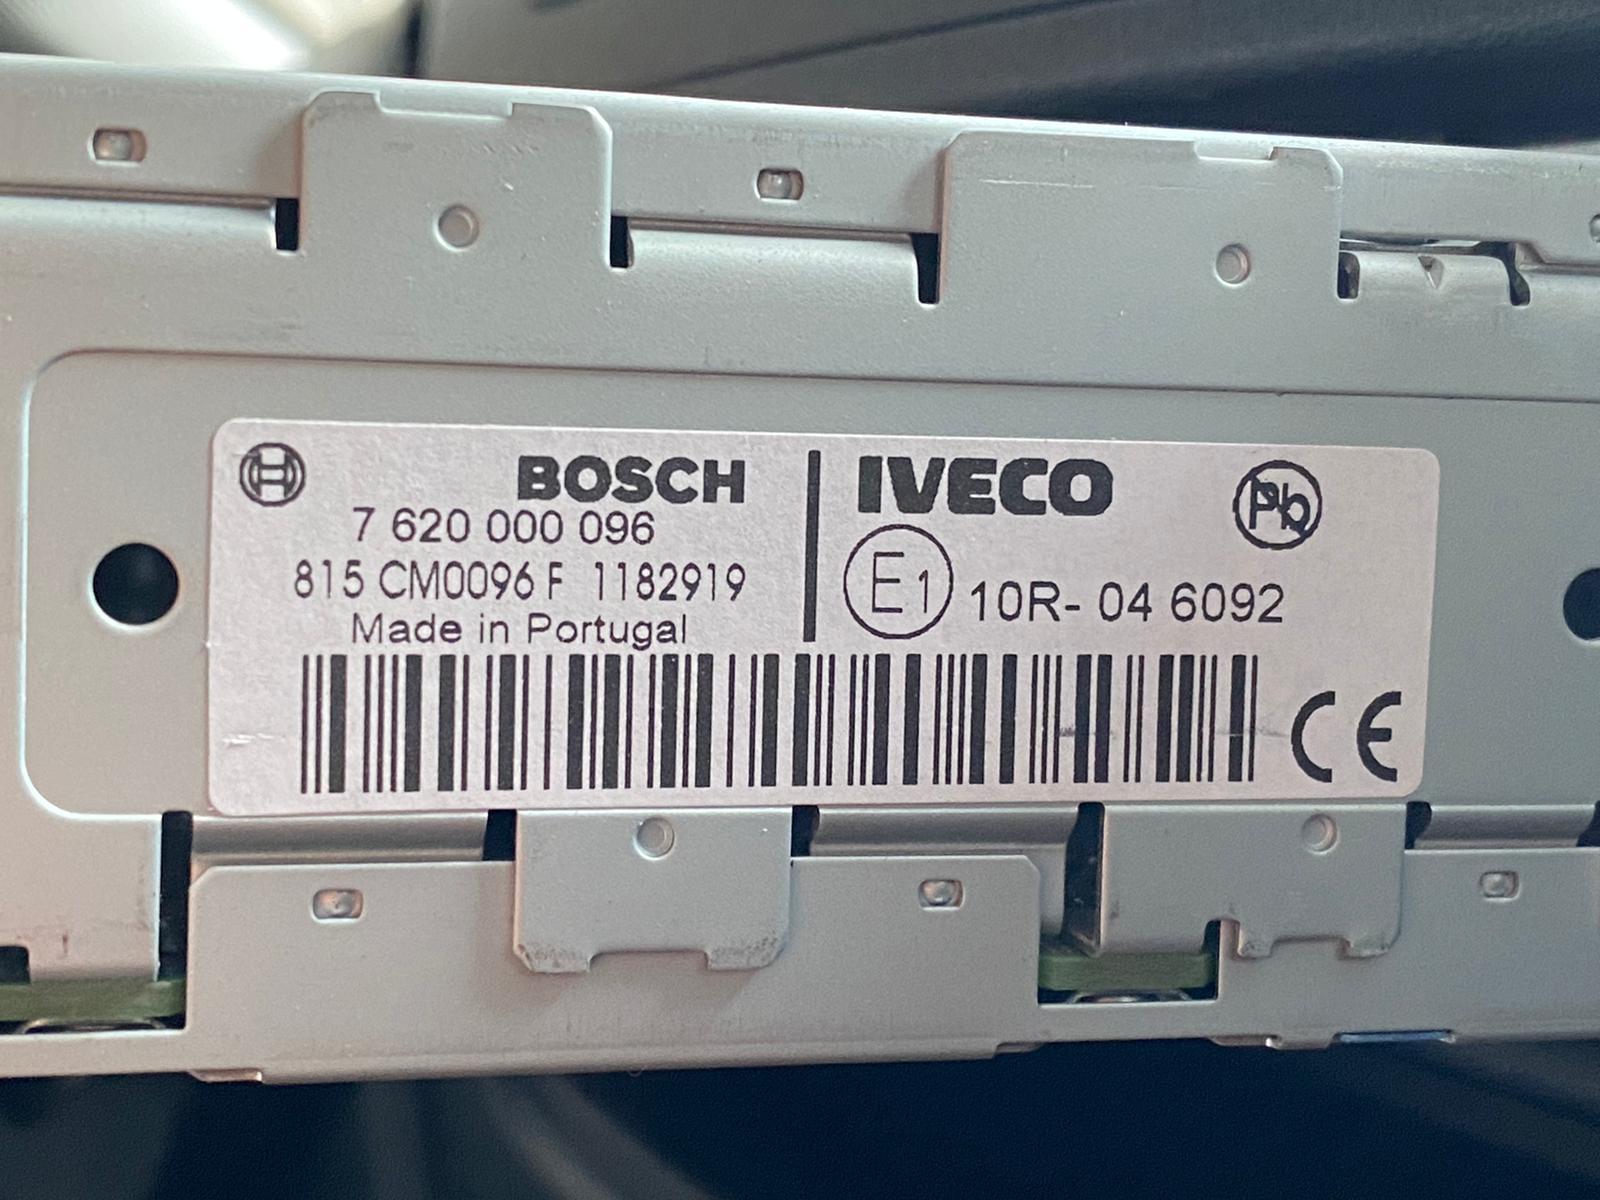 BOSCH
7 620 000 096
815 CM0096 F 1182919
Made in Portugal
IVECO
Pb
E1 10R- 04 6092
CE